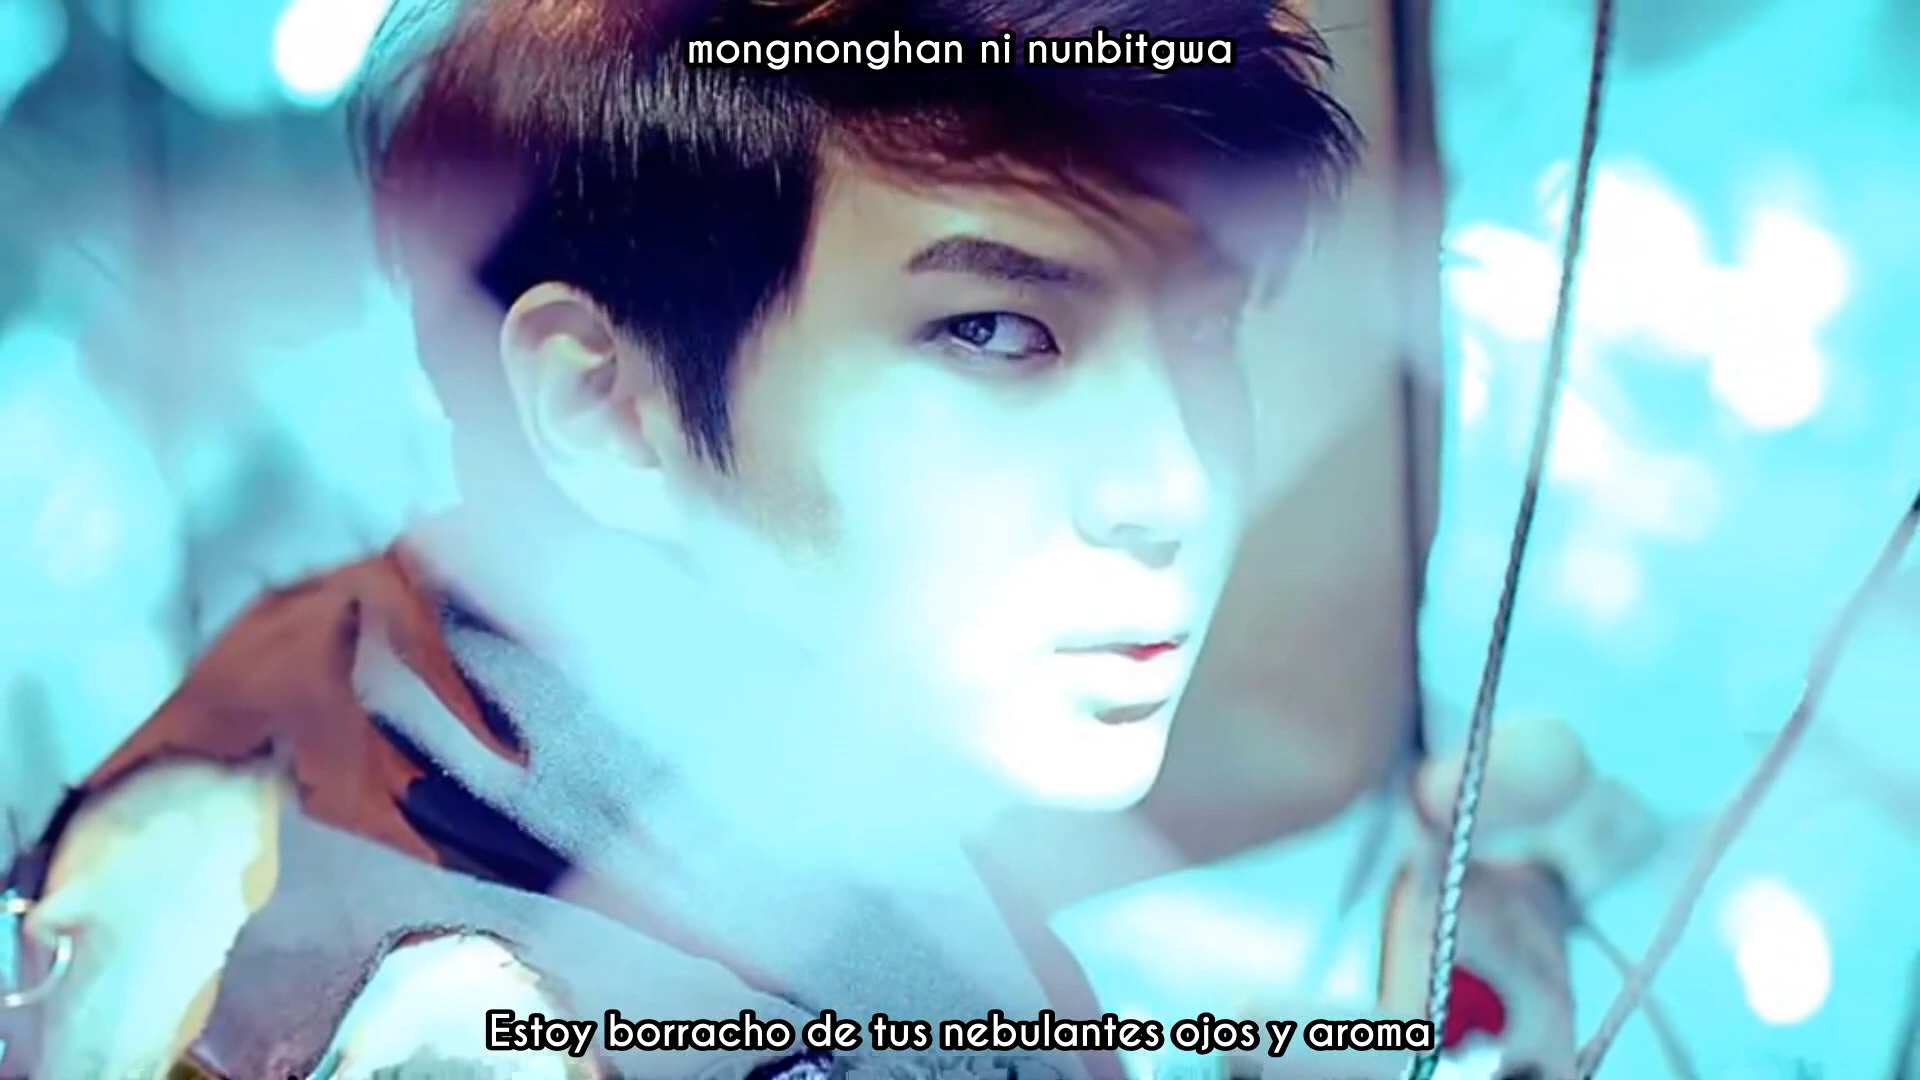 mongnonghan ni nunbitgwa
Estoy borracho de tus nebulantes ojos y aroma